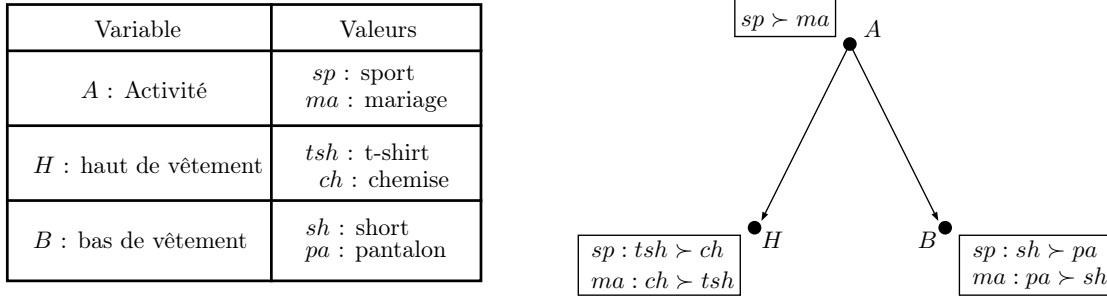 Variable Valeurs
A : Activité
sp : sport
ma : mariage
H : haut de vêtement
tsh : t-shirt
ch : chemise
B : bas de vêtement
sh : short
pa : pantalon
sp ≻ ma
A
H
sp : tsh ≻ ch
ma : ch ≻ tsh
B
sp : sh ≻ pa
ma : pa ≻ sh